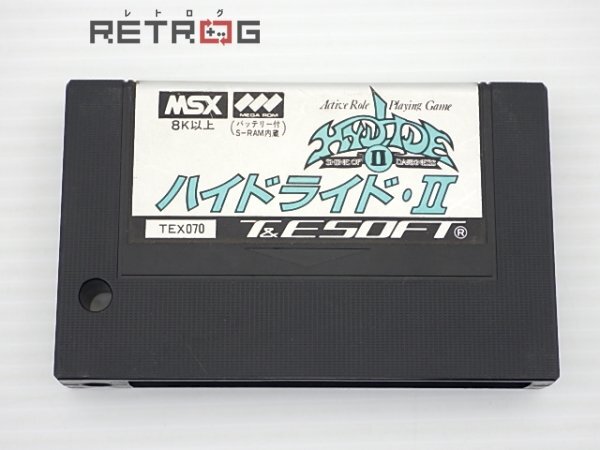 レトログ
RETROG
MSX
8K以上
MEGA ROM
(バッテリー付
S-RAM内蔵)
Active Role Playing Game
HYDLIDE
II
SHINE OF DARKNESS
ハイドライド・II
TEX070
T&ESOFT®